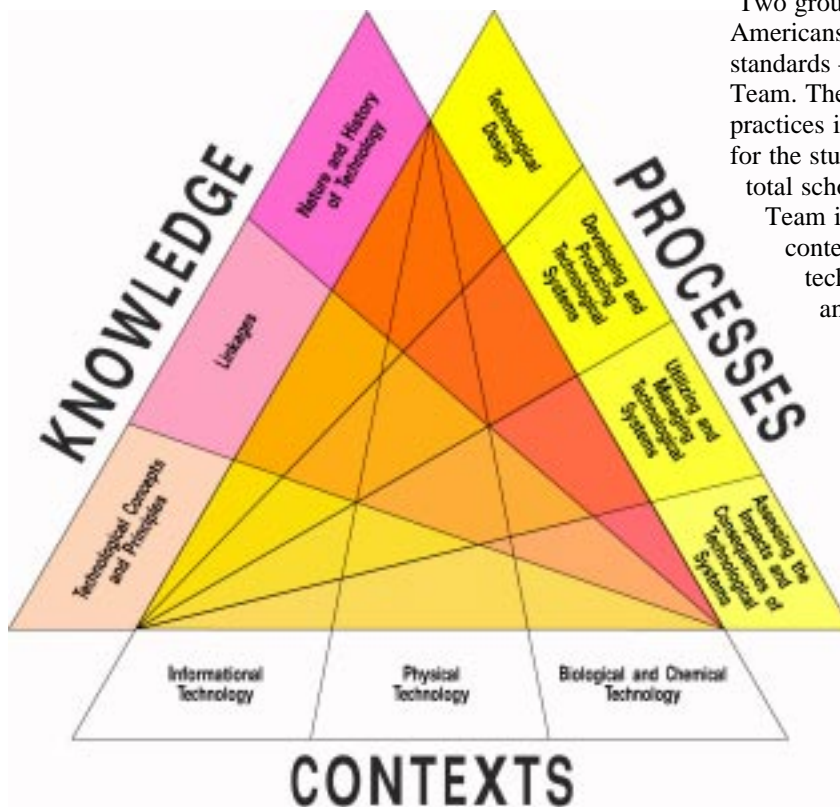 Two grou
Americans
standards -
Team. The
practices i
for the stu
total scho
Team i
conte
tech
an
KNOWLEDGE
Nature and History
of Technology
Linkages
Technological Concepts
and Principles
PROCESSES
Technological
Design
Developing and
Producing
Technological
Systems
Utilizing and
Managing
Technological
Systems
Assessing the
Impacts and
Consequences of
Technological
Systems
Informational
Technology
Physical
Technology
Biological and Chemical
Technology
CONTEXTS